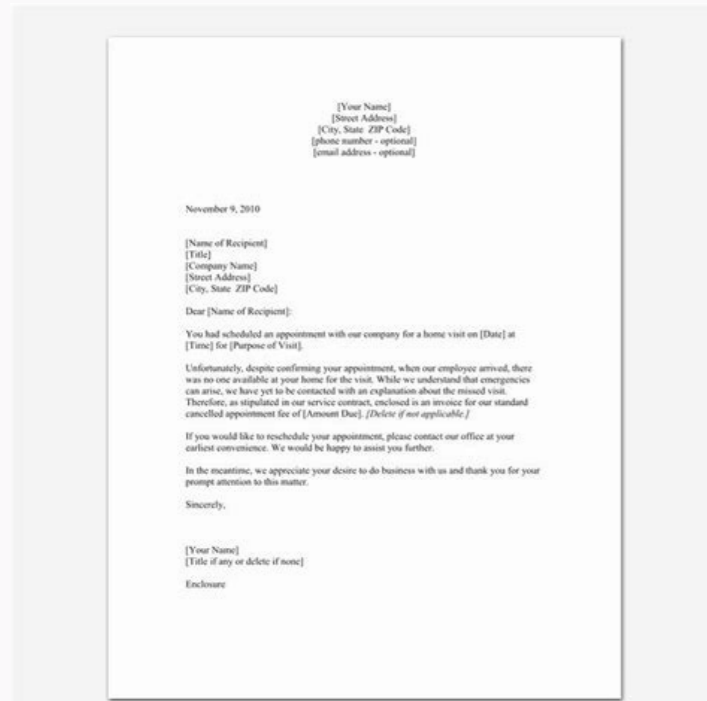 [Your Name]
[Street Address]
[City, State  ZIP Code]
[phone number - optional]
[email address - optional]
November 9, 2010
[Name of Recipient]
[Title]
[Company Name]
[Street Address]
[City, State  ZIP Code]
Dear [Name of Recipient]:
You had scheduled an appointment with our company for a home visit on [Date] at
[Time] for [Purpose of Visit].
Unfortunately, despite confirming your appointment, when our employee arrived, there
was no one available at your home for the visit. While we understand that emergencies
can arise, we have yet to be contacted with an explanation about the missed visit.
Therefore, as stipulated in our service contract, enclosed is an invoice for our standard
cancelled appointment fee of [Amount Due]. [Delete if not applicable.]
If you would like to reschedule your appointment, please contact our office at your
earliest convenience. We would be happy to assist you further.
In the meantime, we appreciate your desire to do business with us and thank you for your
prompt attention to this matter.
Sincerely,
[Your Name]
[Title if any or delete if none]
Enclosure